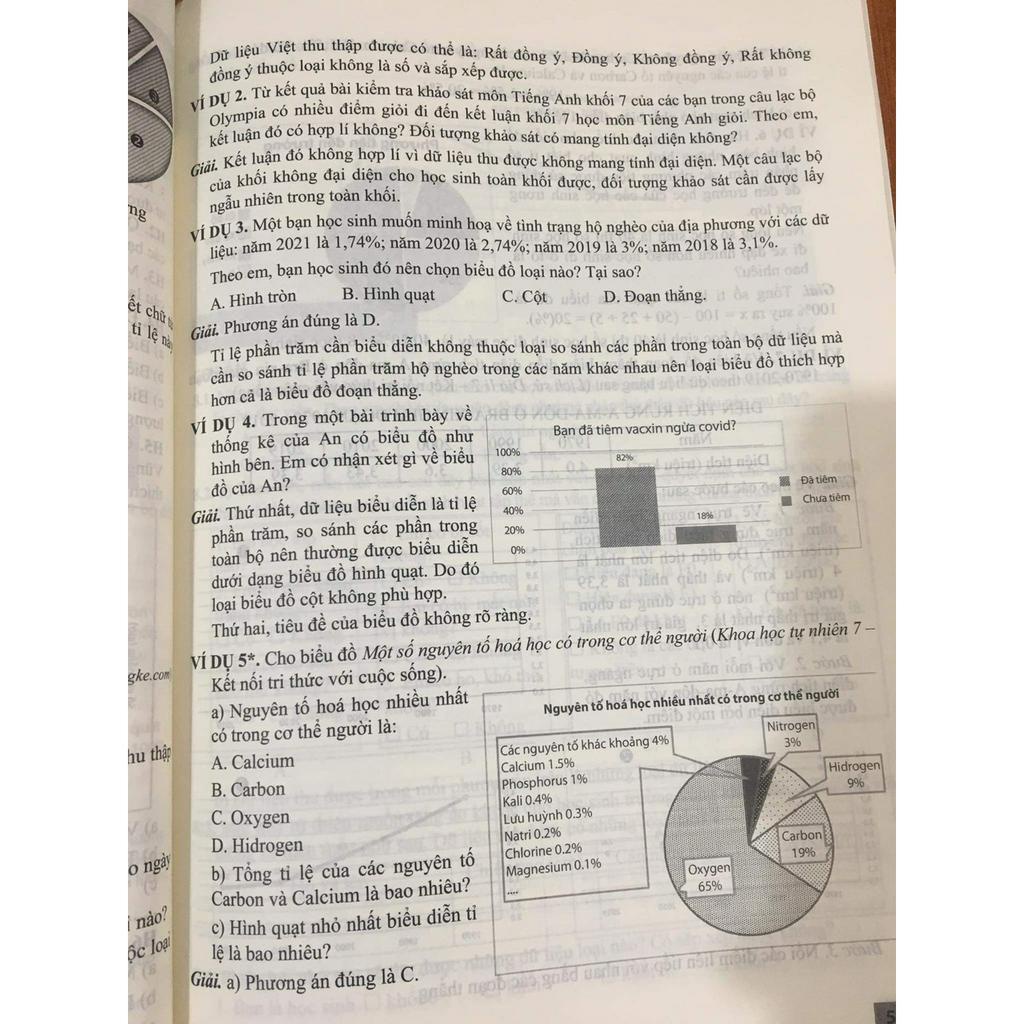 Dữ liệu Việt thu thập được có thể là: Rất đồng ý, Đồng ý, Không đồng ý, Rất không
đồng ý thuộc loại không là số và sắp xếp được.
VÍ DỤ 2. Từ kết quả bài kiểm tra khảo sát môn Tiếng Anh khối 7 của các bạn trong câu lạc bộ
Olympia có nhiều điểm giỏi đi đến kết luận khối 7 học môn Tiếng Anh giỏi. Theo em,
kết luận đó có hợp lí không? Đối tượng khảo sát có mang tính đại diện không?
Giải. Kết luận đó không hợp lí vì dữ liệu thu được không mang tính đại diện. Một câu lạc bộ
của khối không đại diện cho học sinh toàn khối được, đối tượng khảo sát cần được lấy
ngẫu nhiên trong toàn khối.
VÍ DỤ 3. Một bạn học sinh muốn minh hoạ về tình trạng hộ nghèo của địa phương với các dữ
liệu: năm 2021 là 1,74%; năm 2020 là 2,74%; năm 2019 là 3%; năm 2018 là 3,1%.
Theo em, bạn học sinh đó nên chọn biểu đồ loại nào? Tại sao?
A. Hình tròn B. Hình quạt C. Cột D. Đoạn thẳng.
Giải. Phương án đúng là D.
Tỉ lệ phần trăm cần biểu diễn không thuộc loại so sánh các phần trong toàn bộ dữ liệu mà
cần so sánh tỉ lệ phần trăm hộ nghèo trong các năm khác nhau nên loại biểu đồ thích hợp
hơn cả là biểu đồ đoạn thẳng.
VÍ DỤ 4. Trong một bài trình bày về
thống kê của An có biểu đồ như
hình bên. Em có nhận xét gì về biểu
đồ của An?
Giải. Thứ nhất, dữ liệu biểu diễn là tỉ lệ
phần trăm, so sánh các phần trong
toàn bộ nên thường được biểu diễn
dưới dạng biểu đồ hình quạt. Do đó
loại biểu đồ cột không phù hợp.
Thứ hai, tiêu đề của biểu đồ không rõ ràng.
Bạn đã tiêm vacxin ngừa covid?
100%
80%
60%
40%
20%
0%
82%
18%
Đã tiêm
Chưa tiêm
VÍ DỤ 5*. Cho biểu đồ Một số nguyên tố hoá học có trong cơ thể người (Khoa học tự nhiên 7 –
Kết nối tri thức với cuộc sống).
a) Nguyên tố hoá học nhiều nhất
có trong cơ thể người là:
A. Calcium
B. Carbon
C. Oxygen
D. Hidrogen
b) Tổng tỉ lệ của các nguyên tố
Carbon và Calcium là bao nhiêu?
c) Hình quạt nhỏ nhất biểu diễn tỉ
lệ là bao nhiêu?
Giải. a) Phương án đúng là C.
Nguyên tố hoá học nhiều nhất có trong cơ thể người
Các nguyên tố khác khoảng 4%
Calcium 1.5%
Phosphorus 1%
Kali 0.4%
Lưu huỳnh 0.3%
Natri 0.2%
Chlorine 0.2%
Magnesium 0.1%
....
Nitrogen
3%
Hidrogen
9%
Carbon
19%
Oxygen
65%
ng
ết chữ
tỉ lệ
gke.com
hu thập
o ngày
nào?
ộc loại
5